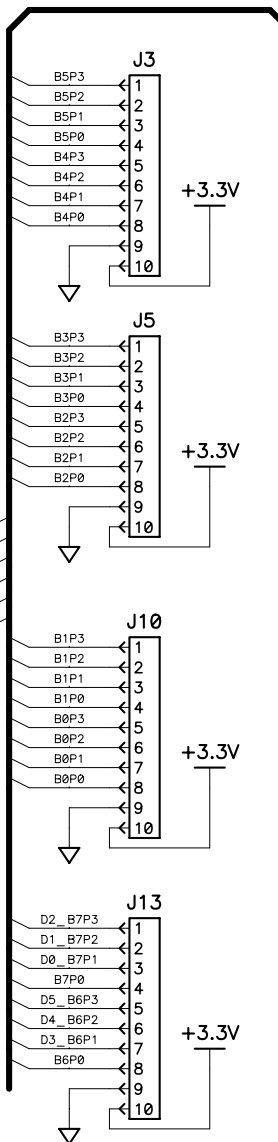 J3
B5P3 1
B5P2 2
B5P1 3
B5P0 4
B4P3 5
B4P2 6
B4P1 7
B4P0 8
9
10
+3.3V
J5
B3P3 1
B3P2 2
B3P1 3
B3P0 4
B2P3 5
B2P2 6
B2P1 7
B2P0 8
9
10
+3.3V
J10
B1P3 1
B1P2 2
B1P1 3
B1P0 4
B0P3 5
B0P2 6
B0P1 7
B0P0 8
9
10
+3.3V
J13
D2_B7P3 1
D1_B7P2 2
D0_B7P1 3
B7P0 4
D5_B6P3 5
D4_B6P2 6
D3_B6P1 7
B6P0 8
9
10
+3.3V